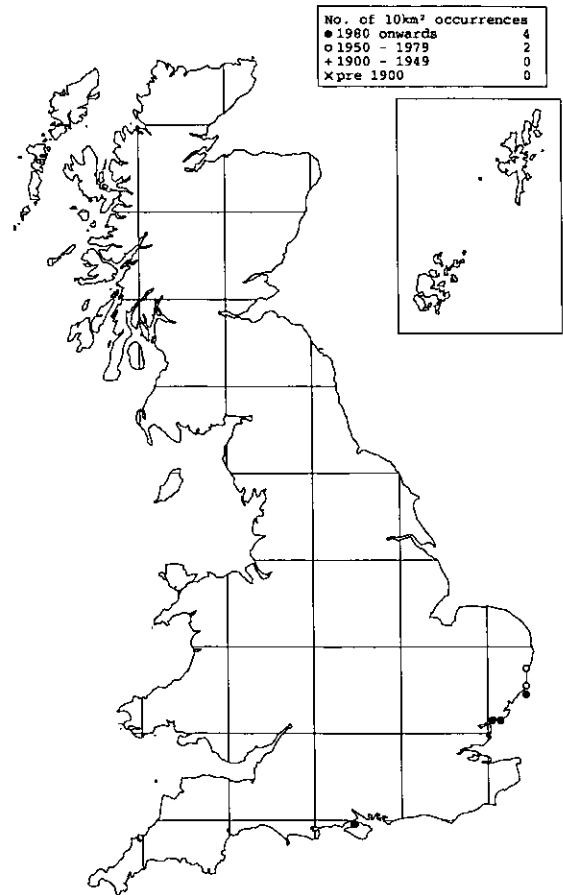 No. of 10km² occurrences
● 1980 onwards 4
○ 1950 - 1979 2
+ 1900 - 1949 0
× pre 1900 0